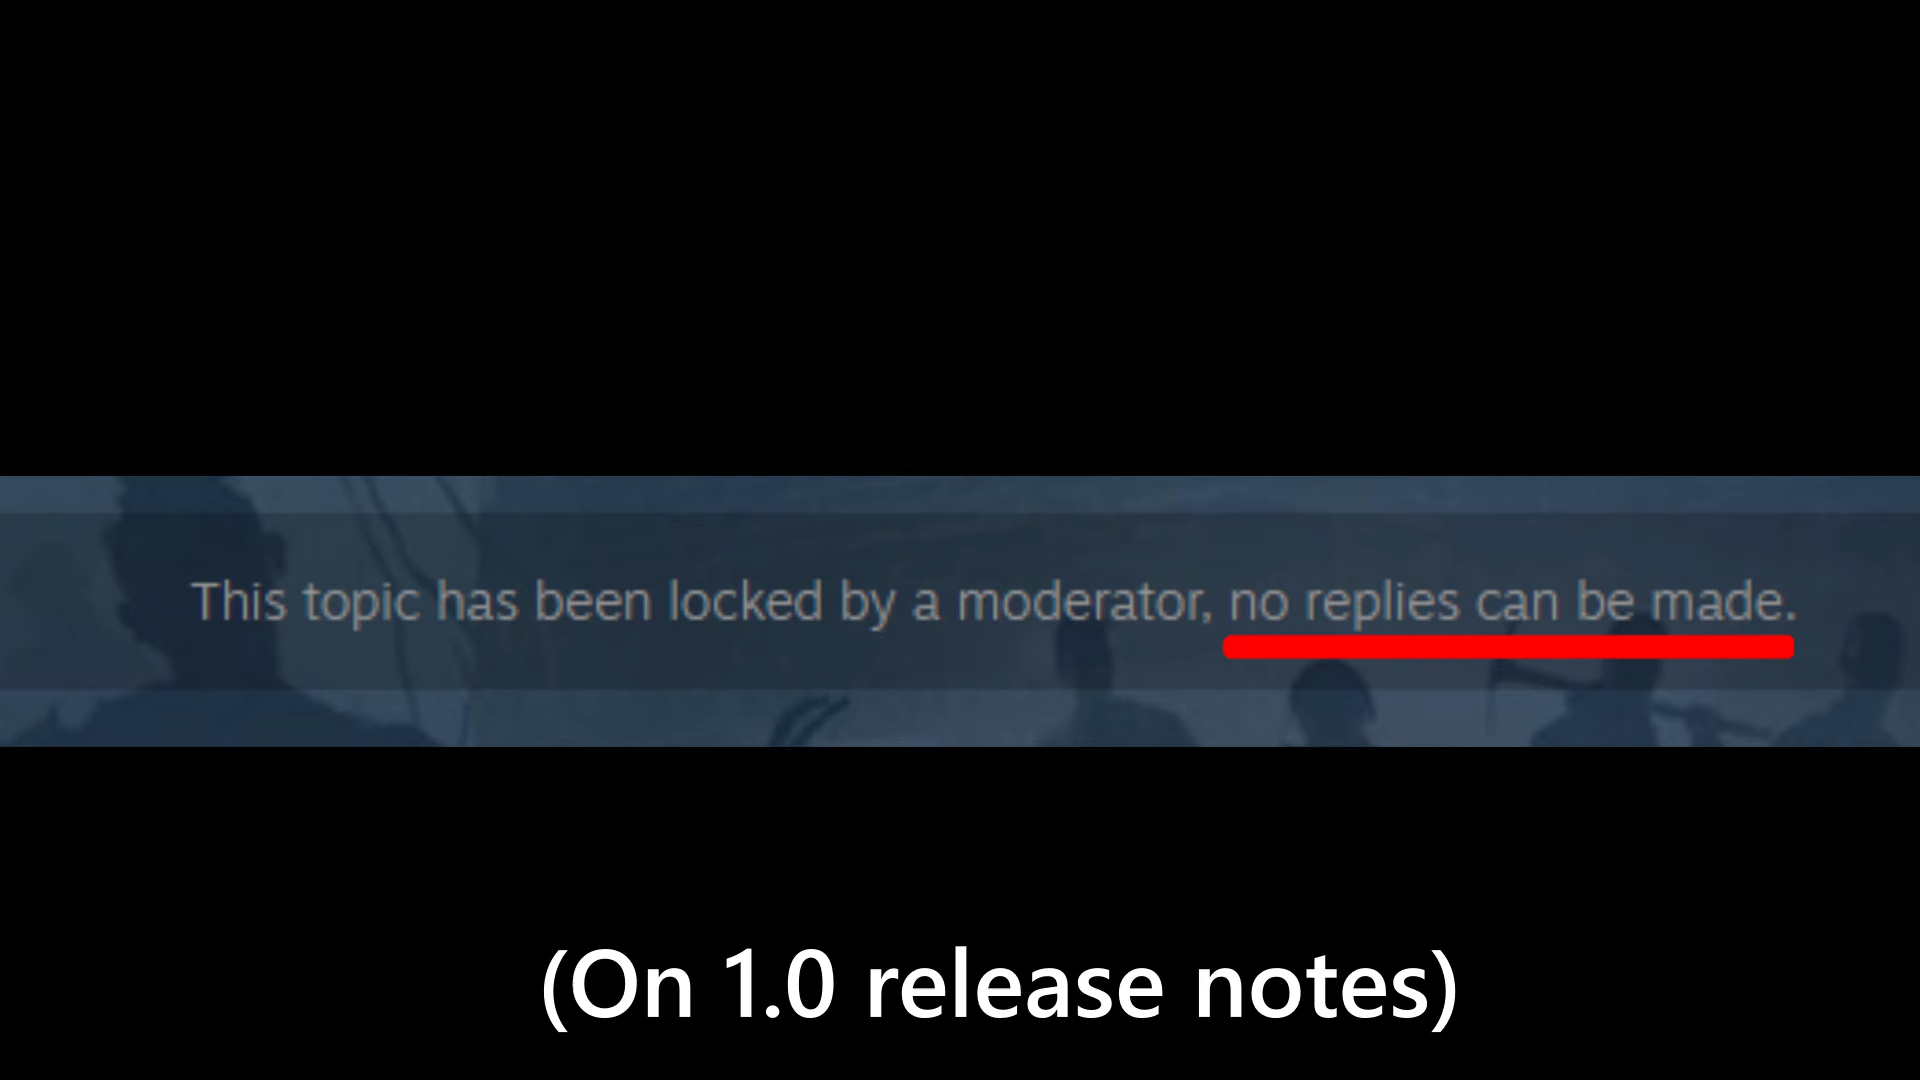 This topic has been locked by a moderator, no replies can be made.
(On 1.0 release notes)